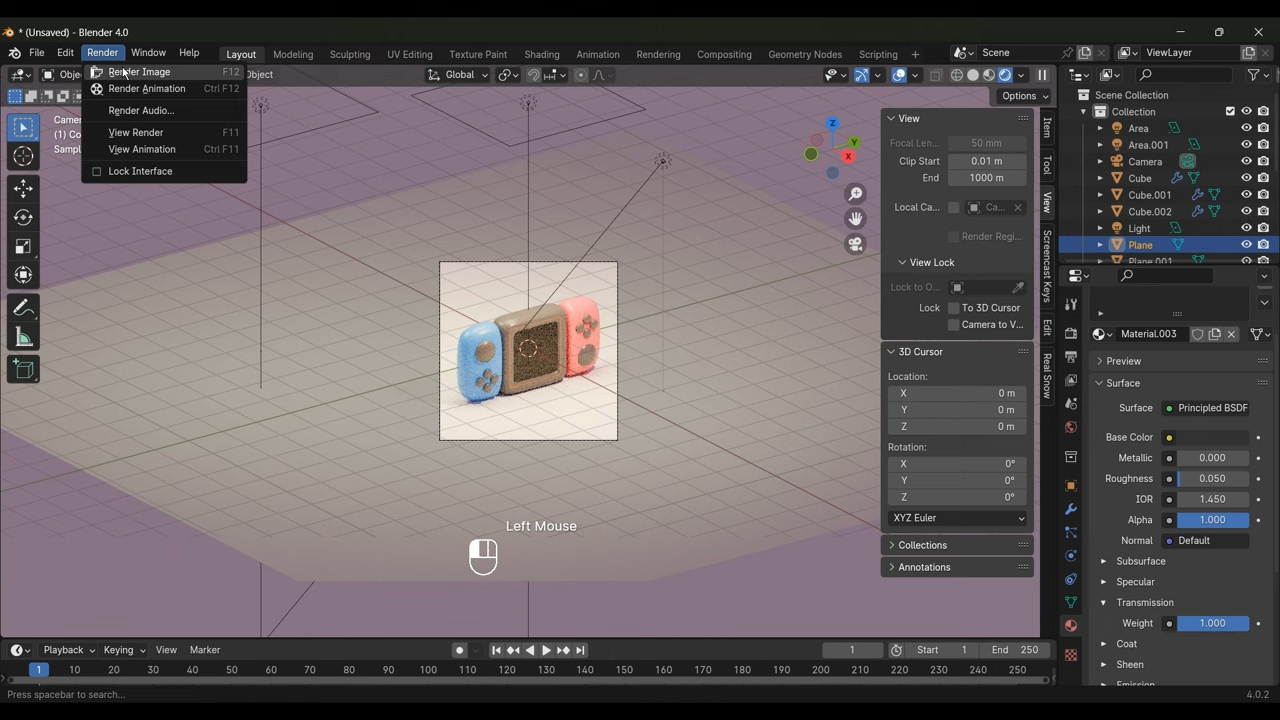 * (Unsaved) - Blender 4.0
File Edit Render Window Help Layout Modeling Sculpting UV Editing Texture Paint Shading Animation Rendering Compositing Geometry Nodes Scripting + Scene ViewLayer
Object Global Options
Render Image F12
Render Animation Ctrl F12
Render Audio...
View Render F11
View Animation Ctrl F11
Lock Interface
X Y Z
Left Mouse
View
Focal Len... 50 mm
Clip Start 0.01 m
End 1000 m
Local Ca... Ca...
Render Regi...
View Lock
Lock to O...
Lock To 3D Cursor
Camera to V...
3D Cursor
Location:
X 0 m
Y 0 m
Z 0 m
Rotation:
X 0°
Y 0°
Z 0°
XYZ Euler
Collections
Annotations
Item
Tool
View
Screencast Keys
Edit
Real Snow
Scene Collection
Collection
Area
Area.001
Camera
Cube
Cube.001
Cube.002
Light
Plane
Plane.001
Material.003
Preview
Surface
Surface Principled BSDF
Base Color
Metallic 0.000
Roughness 0.050
IOR 1.450
Alpha 1.000
Normal Default
Subsurface
Specular
Transmission
Weight 1.000
Coat
Sheen
Emission
Playback Keying View Marker 1 Start 1 End 250
1 10 20 30 40 50 60 70 80 90 100 110 120 130 140 150 160 170 180 190 200 210 220 230 240 250
Press spacebar to search... 4.0.2